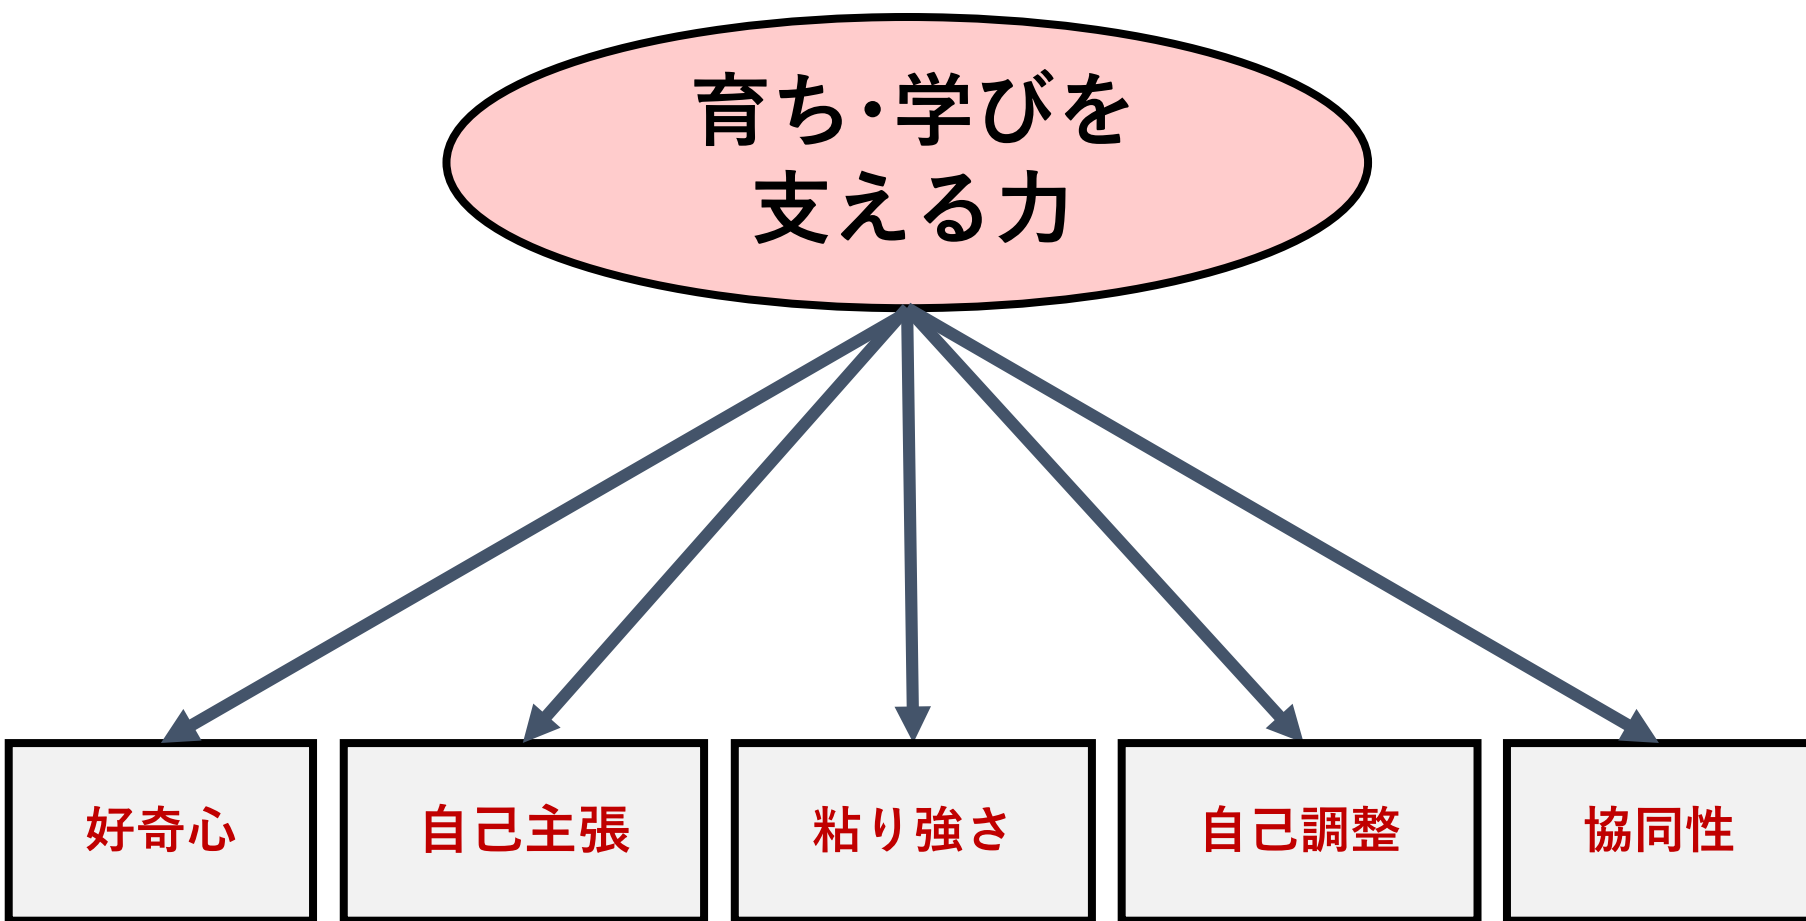 育ち・学びを
支える力
好奇心
自己主張
粘り強さ
自己調整
協同性